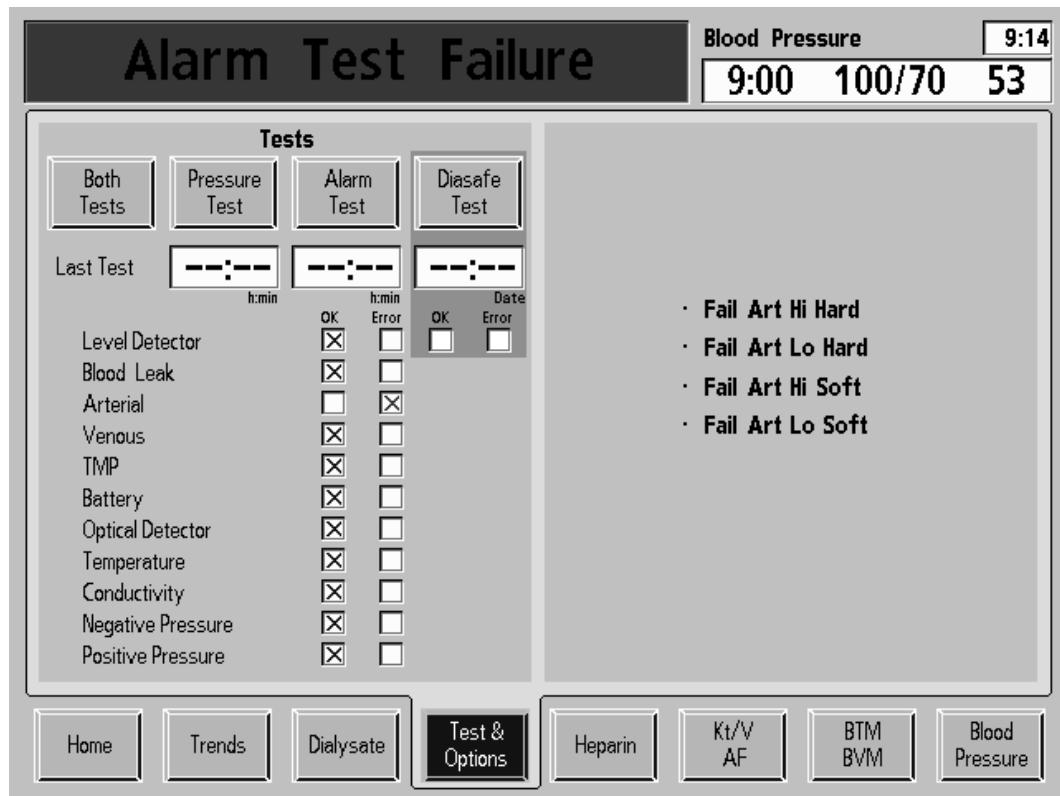 Alarm Test Failure
Blood Pressure
9:14
9:00 100/70 53
Tests
Both
Tests
Pressure
Test
Alarm
Test
Diasafe
Test
Last Test --:-- --:-- --:--
h:min h:min Date
OK Error OK Error
Level Detector
Blood Leak
Arterial
Venous
TMP
Battery
Optical Detector
Temperature
Conductivity
Negative Pressure
Positive Pressure
· Fail Art Hi Hard
· Fail Art Lo Hard
· Fail Art Hi Soft
· Fail Art Lo Soft
Home
Trends
Dialysate
Test &
Options
Heparin
Kt/V
AF
BTM
BVM
Blood
Pressure